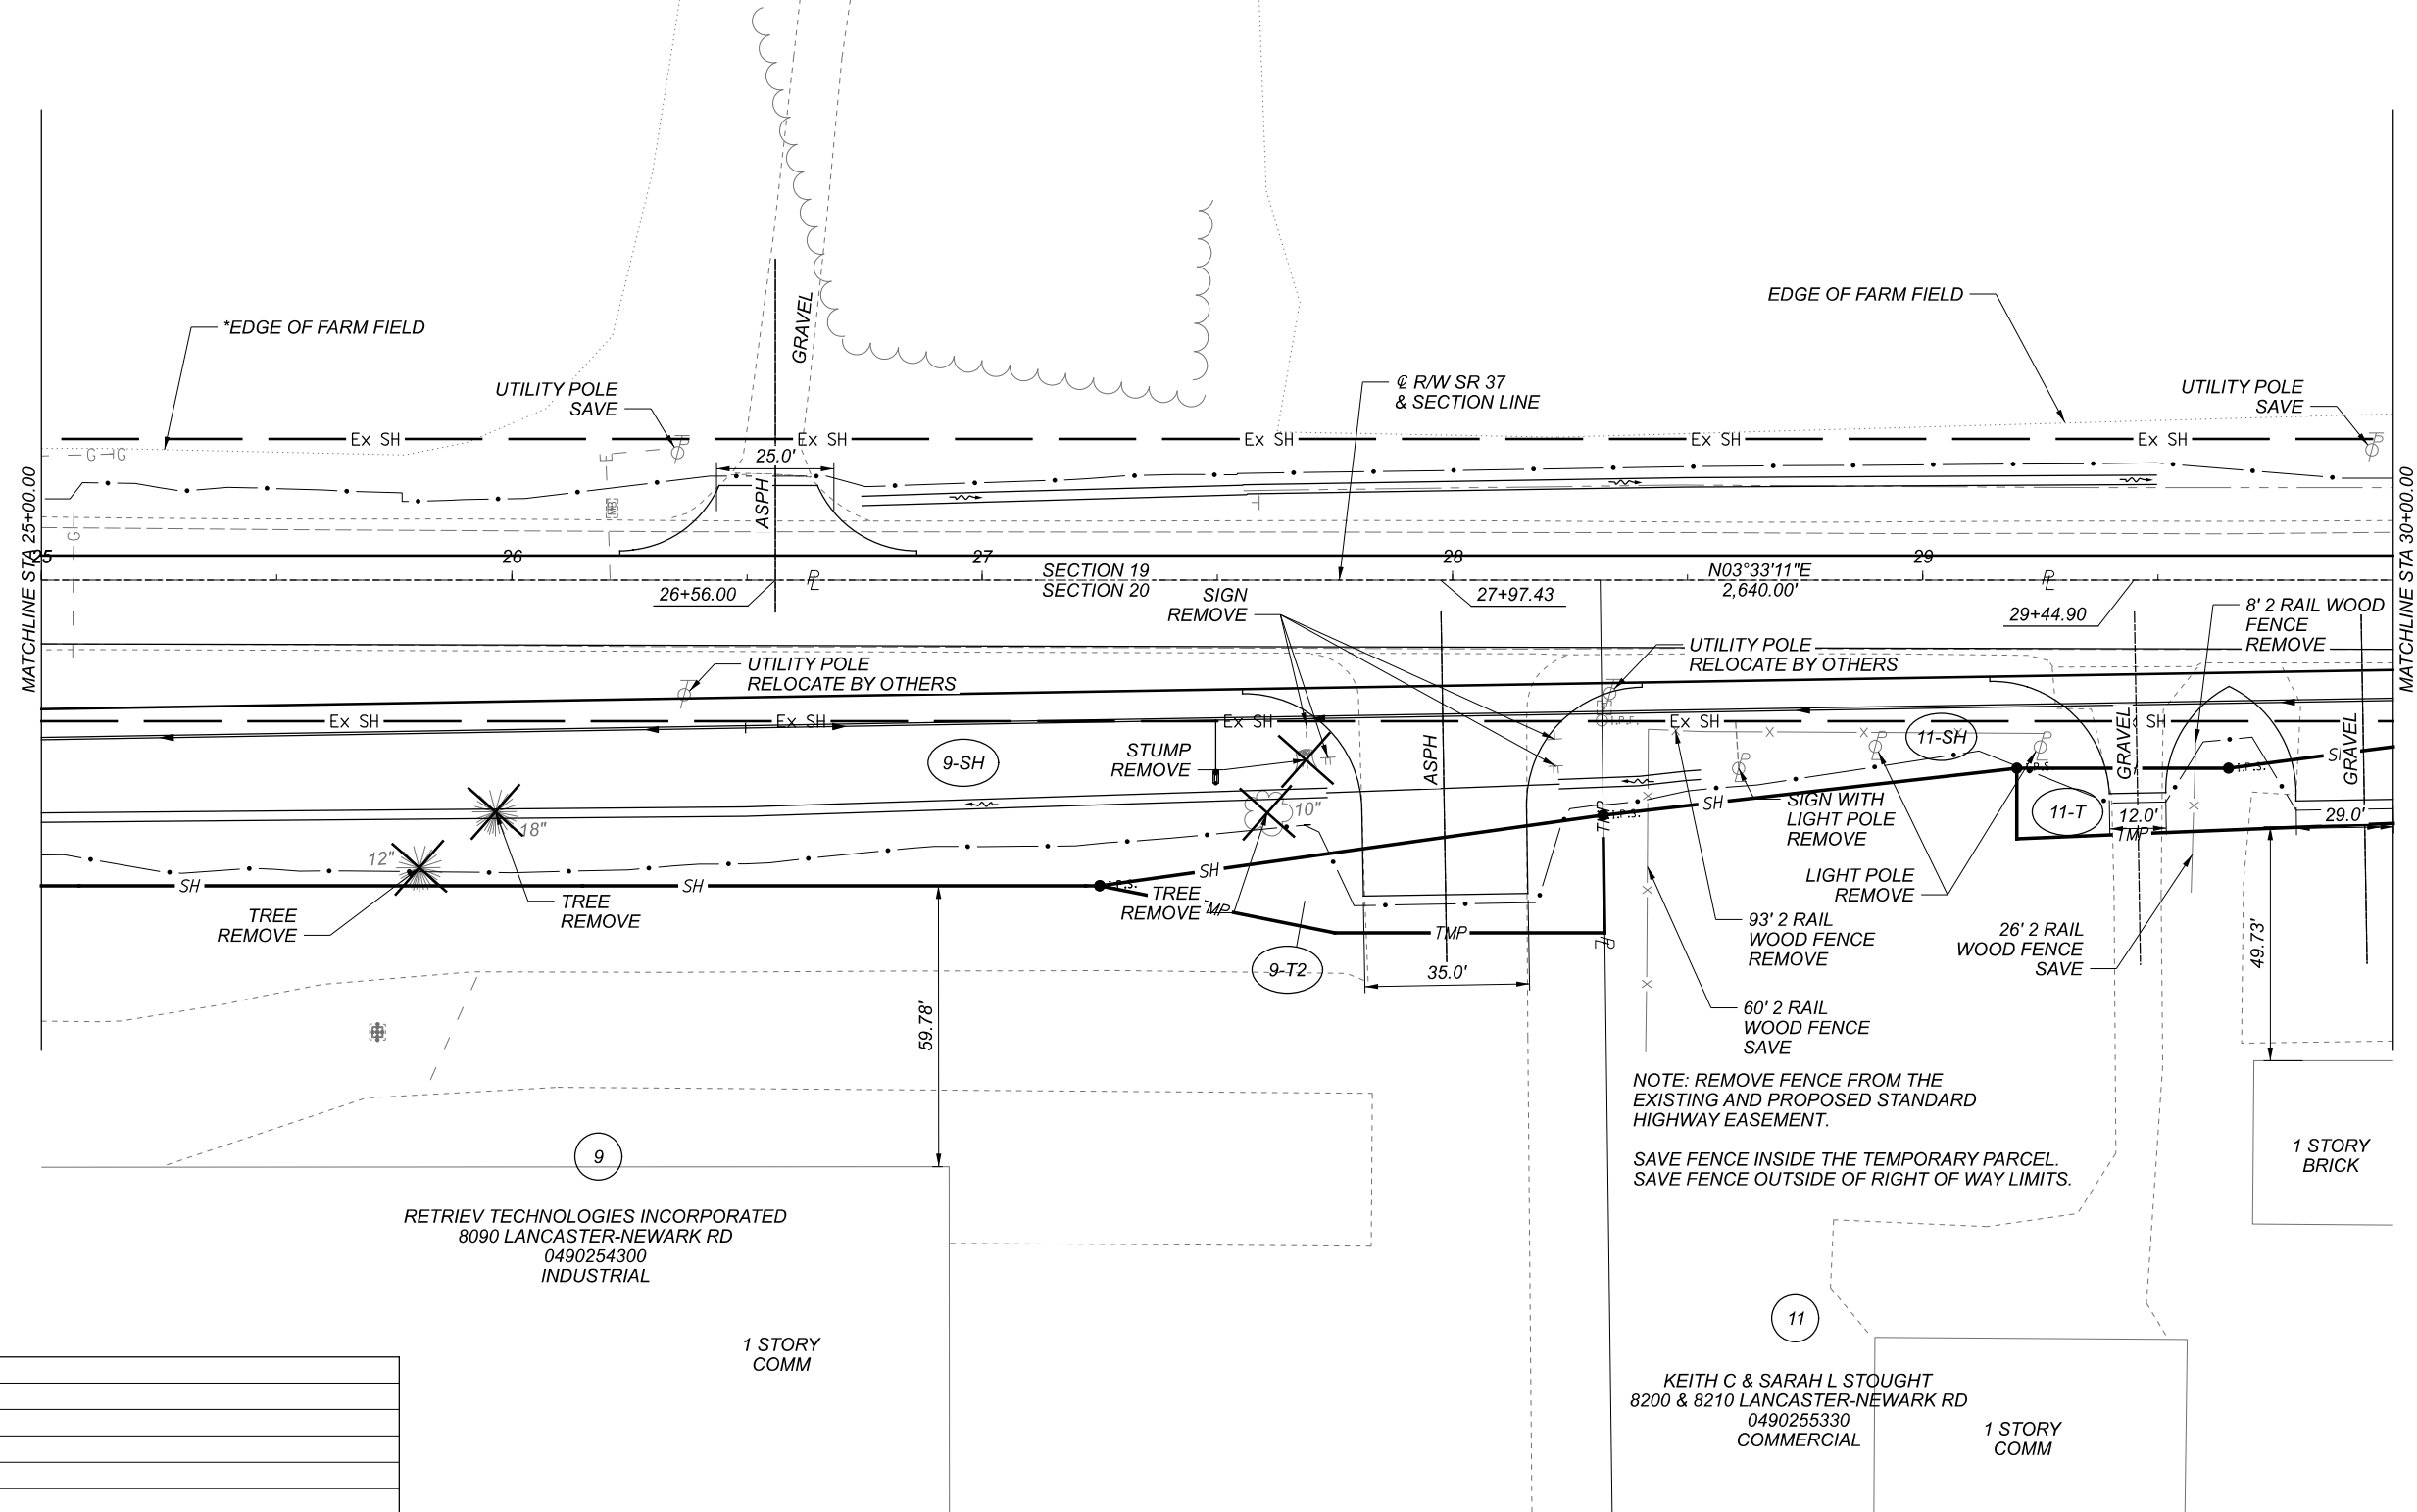 *EDGE OF FARM FIELD
UTILITY POLE
SAVE
GRAVEL
℄ R/W SR 37
& SECTION LINE
EDGE OF FARM FIELD
UTILITY POLE
SAVE
Ex SH
Ex SH
Ex SH
Ex SH
Ex SH
G
G
E
G
25.0'
ASPH
MATCHLINE STA 25+00.00
MATCHLINE STA 30+00.00
25
26
27
28
29
SECTION 19
SECTION 20
N03°33'11"E
2,640.00'
26+56.00
27+97.43
29+44.90
SIGN
REMOVE
8' 2 RAIL WOOD
FENCE
REMOVE
UTILITY POLE
RELOCATE BY OTHERS
UTILITY POLE
RELOCATE BY OTHERS
Ex SH
Ex SH
Ex SH
Ex SH
SH
I.P.F.
9-SH
STUMP
REMOVE
ASPH
11-SH
GRAVEL
GRAVEL
SH
I.P.S.
I.P.S.
10"
18"
12"
SH
I.P.S.
TMP
SIGN WITH
LIGHT POLE
REMOVE
11-T
12.0'
TMP
29.0'
SH
SH
SH
I.P.S.
TREE
REMOVE
TREE
REMOVE
TREE
REMOVE
TMP
TMP
LIGHT POLE
REMOVE
93' 2 RAIL
WOOD FENCE
REMOVE
26' 2 RAIL
WOOD FENCE
SAVE
49.73'
9-T2
35.0'
59.78'
60' 2 RAIL
WOOD FENCE
SAVE
NOTE: REMOVE FENCE FROM THE
EXISTING AND PROPOSED STANDARD
HIGHWAY EASEMENT.
SAVE FENCE INSIDE THE TEMPORARY PARCEL.
SAVE FENCE OUTSIDE OF RIGHT OF WAY LIMITS.
1 STORY
BRICK
9
RETRIEV TECHNOLOGIES INCORPORATED
8090 LANCASTER-NEWARK RD
0490254300
INDUSTRIAL
1 STORY
COMM
11
KEITH C & SARAH L STOUGHT
8200 & 8210 LANCASTER-NEWARK RD
0490255330
COMMERCIAL
1 STORY
COMM